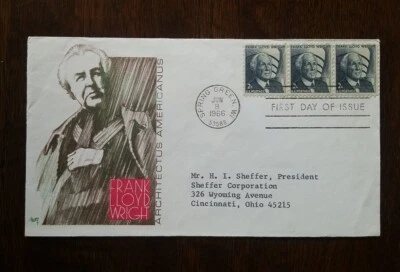 FRANK
LLOYD
WRIGHT
ARCHITECTUS AMERICANUS
SPRING GREEN, WI
JUN
8
1966
53588
FIRST DAY OF ISSUE
Mr. H. I. Sheffer, President
Sheffer Corporation
326 Wyoming Avenue
Cincinnati, Ohio 45215